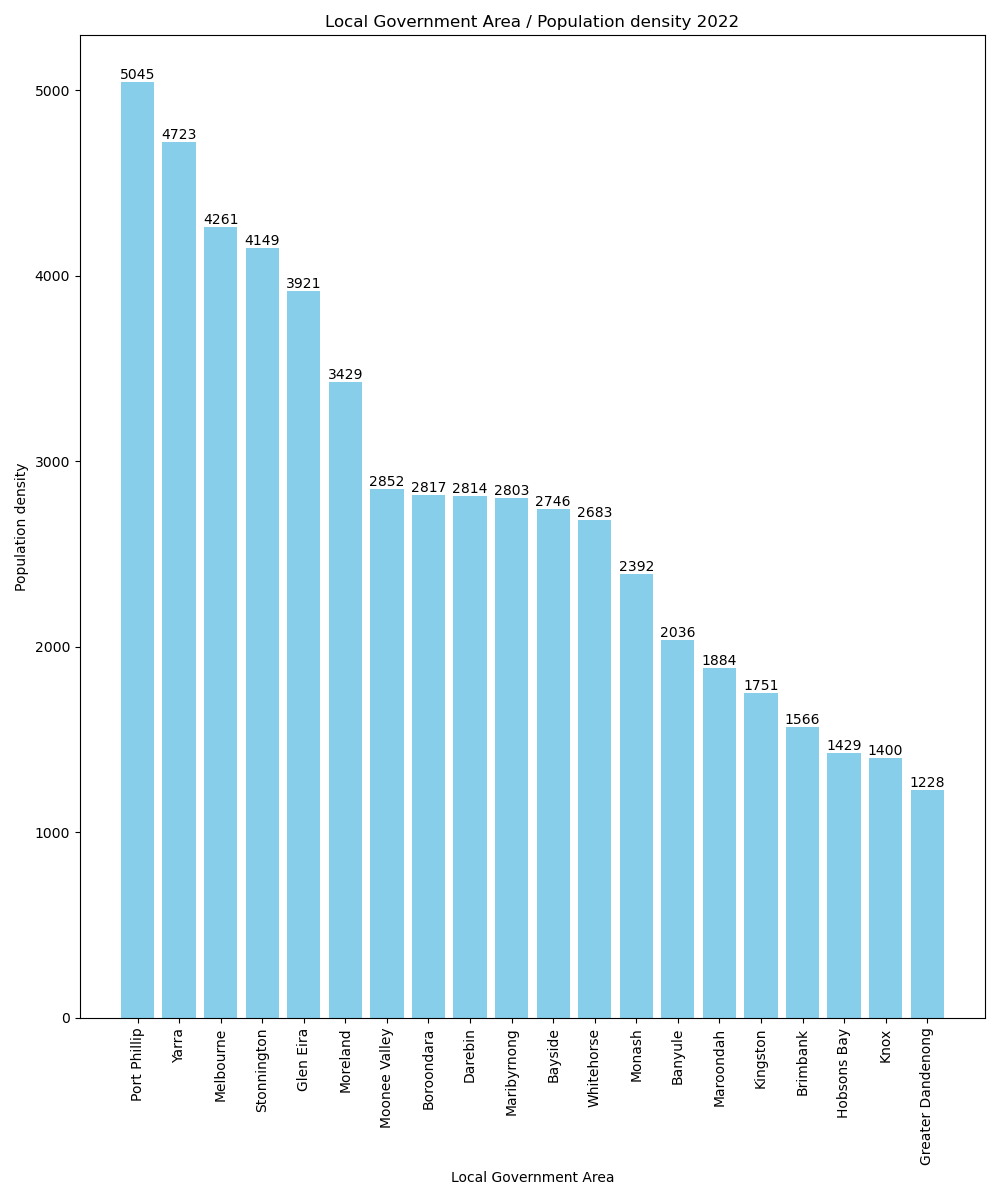 Local Government Area / Population density 2022
5045
4723
4261
4149
3921
3429
2852
2817
2814
2803
2746
2683
2392
2036
1884
1751
1566
1429
1400
1228
5000
4000
3000
2000
1000
0
Population density
Port Phillip
Yarra
Melbourne
Stonnington
Glen Eira
Moreland
Moonee Valley
Boroondara
Darebin
Maribyrnong
Bayside
Whitehorse
Monash
Banyule
Maroondah
Kingston
Brimbank
Hobsons Bay
Knox
Greater Dandenong
Local Government Area